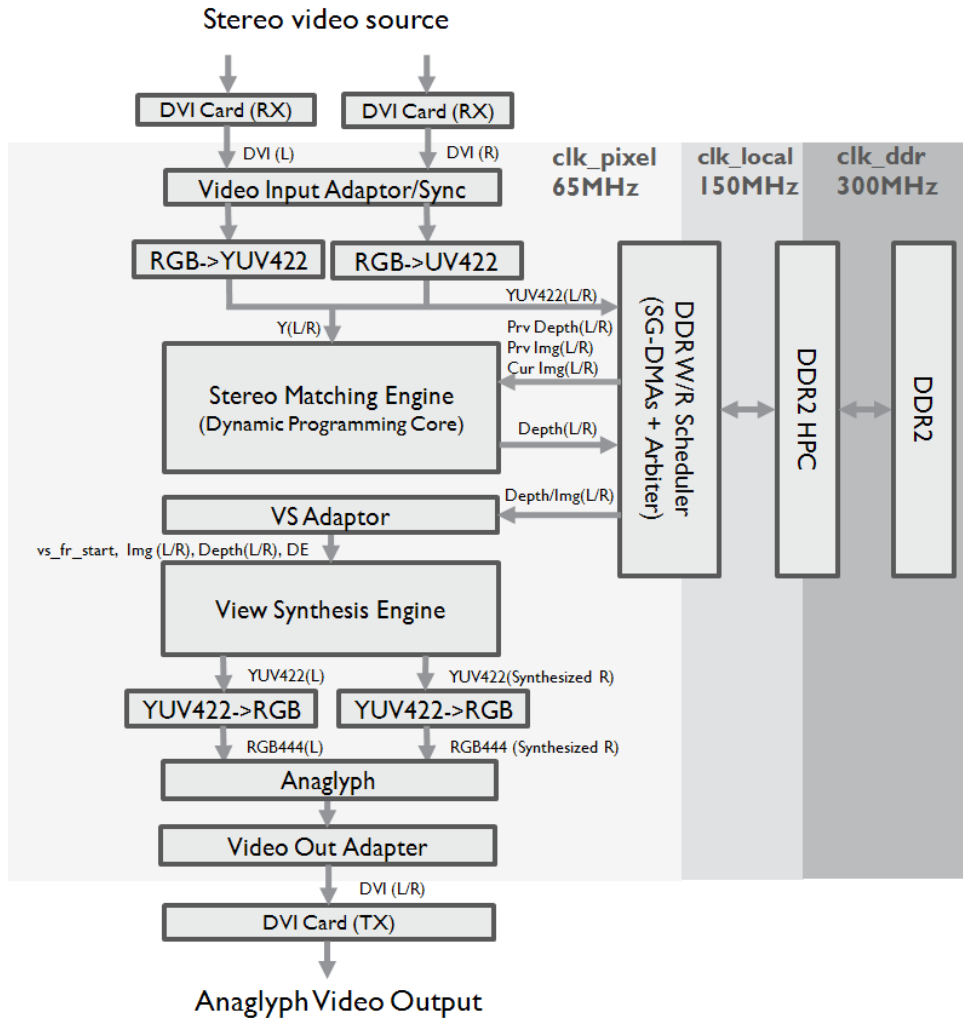 Stereo video source
DVI Card (RX)
DVI Card (RX)
DVI (L)
DVI (R)
clk_pixel
65MHz
clk_local
150MHz
clk_ddr
300MHz
Video Input Adaptor/Sync
RGB->YUV422
RGB->UV422
YUV422(L/R)
Y(L/R)
Prv Depth(L/R)
Prv Img(L/R)
Cur Img(L/R)
Stereo Matching Engine
(Dynamic Programming Core)
Depth(L/R)
DDR W/R Scheduler
(SG-DMAs + Arbiter)
DDR2 HPC
DDR2
Depth/Img(L/R)
VS Adaptor
vs_fr_start, Img (L/R), Depth(L/R), DE
View Synthesis Engine
YUV422(L)
YUV422(Synthesized R)
YUV422->RGB
YUV422->RGB
RGB444(L)
RGB444 (Synthesized R)
Anaglyph
Video Out Adapter
DVI (L/R)
DVI Card (TX)
Anaglyph Video Output